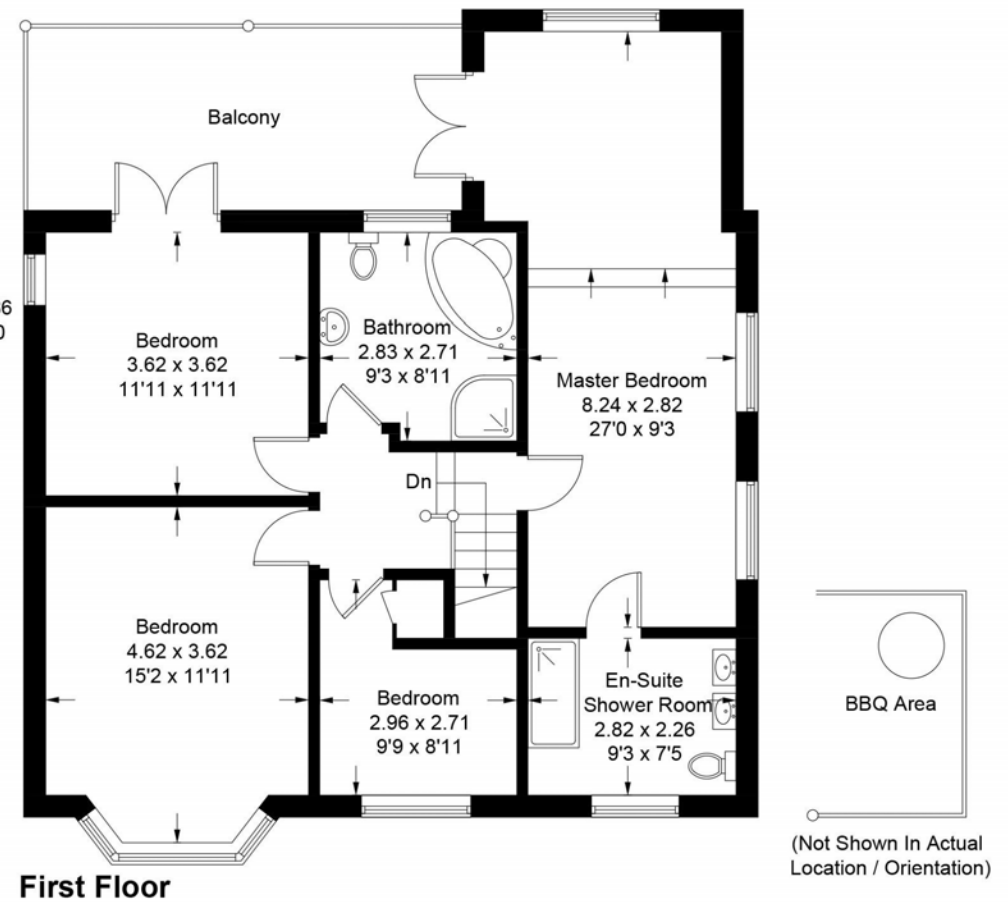 Balcony
6
0
Bedroom
3.62 x 3.62
11'11 x 11'11
Bathroom
2.83 x 2.71
9'3 x 8'11
Master Bedroom
8.24 x 2.82
27'0 x 9'3
Dn
Bedroom
4.62 x 3.62
15'2 x 11'11
Bedroom
2.96 x 2.71
9'9 x 8'11
En-Suite
Shower Room
2.82 x 2.26
9'3 x 7'5
BBQ Area
(Not Shown In Actual
Location / Orientation)
First Floor